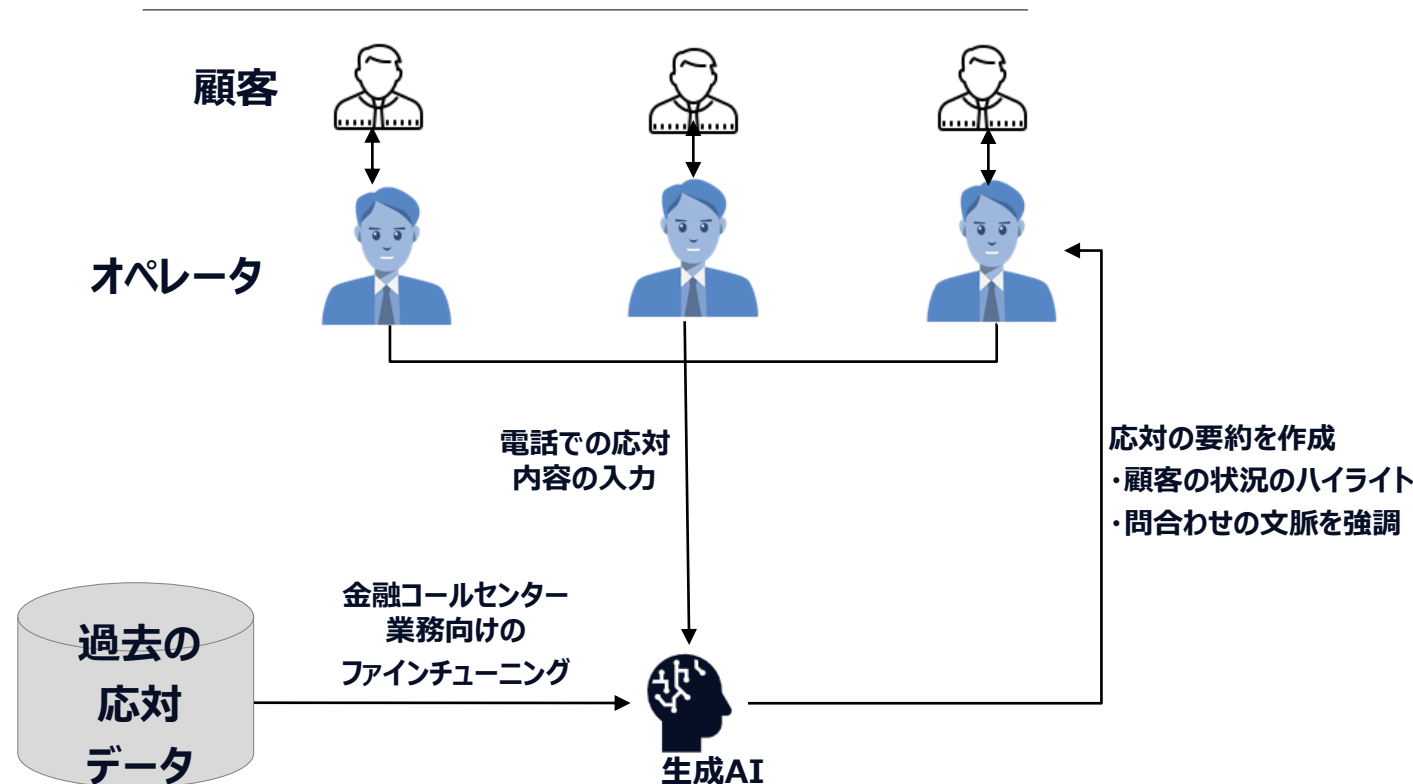 顧客
オペレータ
電話での応対
内容の入力
応対の要約を作成
・顧客の状況のハイライト
・問合わせの文脈を強調
金融コールセンター
業務向けの
ファインチューニング
過去の
応対
データ
生成AI